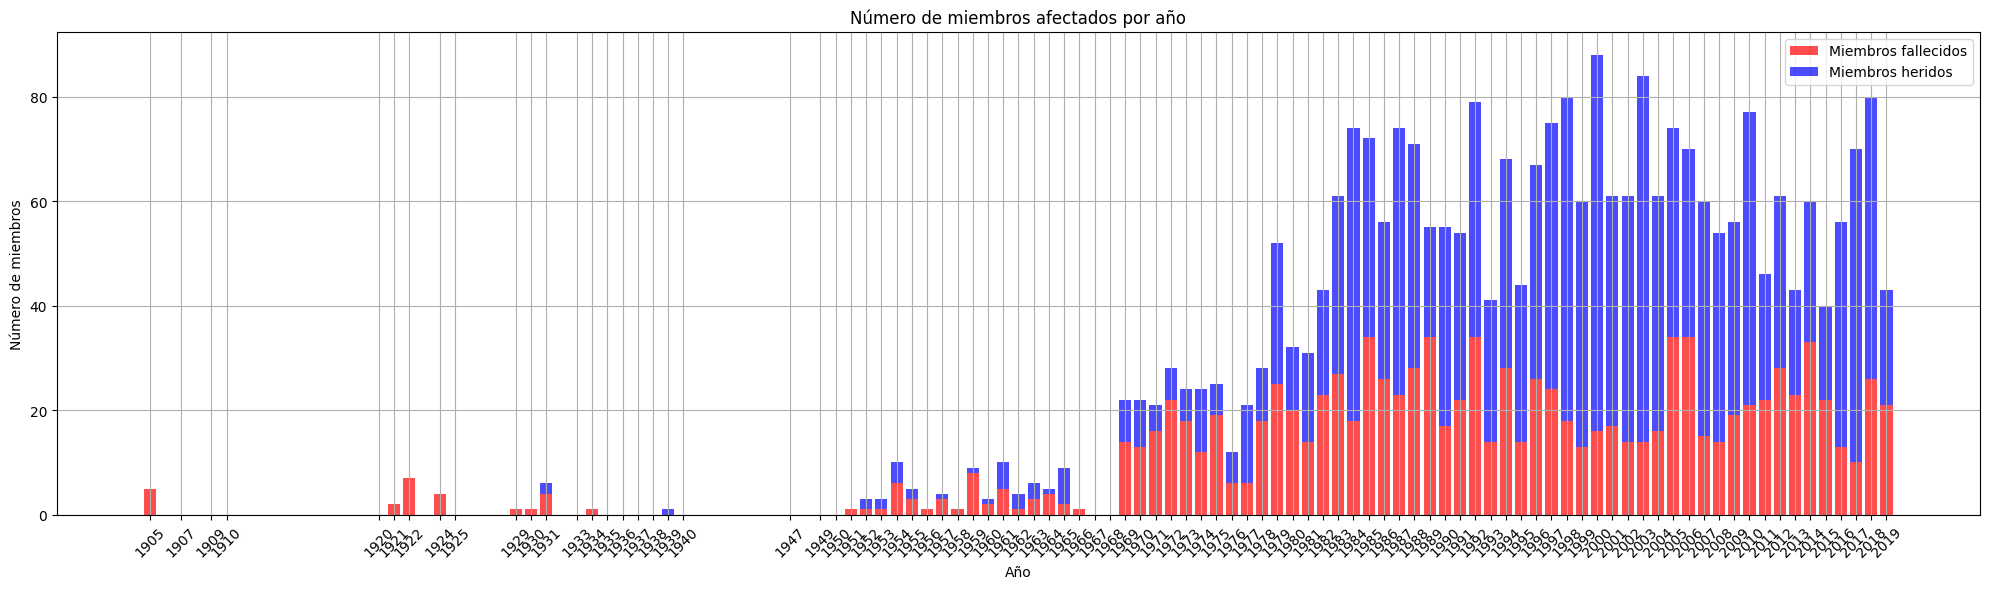 Número de miembros afectados por año
Miembros fallecidos
Miembros heridos
Número de miembros
80
60
40
20
0
1905 1907 1909 1910 1920 1921 1922 1924 1925 1929 1930 1931 1933 1934 1935 1936 1937 1938 1939 1940 1947 1949 1950 1951 1952 1953 1954 1955 1956 1957 1958 1959 1960 1961 1962 1963 1964 1965 1966 1967 1968 1969 1970 1971 1972 1973 1974 1975 1976 1977 1978 1979 1980 1981 1982 1983 1984 1985 1986 1987 1988 1989 1990 1991 1992 1993 1994 1995 1996 1997 1998 1999 2000 2001 2002 2003 2004 2005 2006 2007 2008 2009 2010 2011 2012 2013 2014 2015 2016 2017 2018 2019
Año